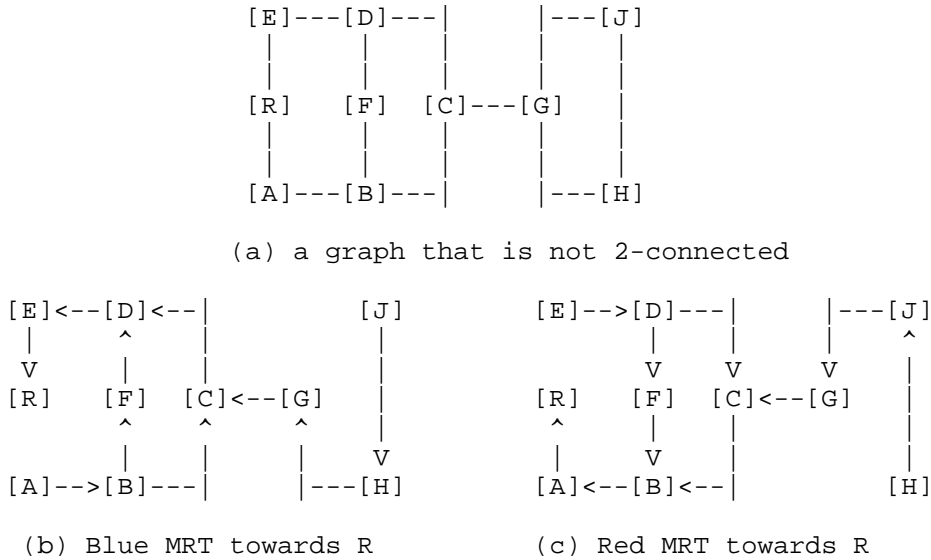 [E]---[D]---|     |---[J]
 |     |    |     |    |
 |     |    |     |    |
[R]   [F]  [C]---[G]   |
 |     |    |     |    |
 |     |    |     |    |
[A]---[B]---|     |---[H]
(a) a graph that is not 2-connected
[E]<--[D]<--|         [J]        [E]-->[D]---|     |---[J]
 |     ^    |          |                |    |     |    ^
 V     |    |          |                V    V     V    |
[R]   [F]  [C]<--[G]   |         [R]   [F]  [C]<--[G]   |
       ^    ^     ^    |          ^     |    |          |
       |    |     |    V          |     V    |          |
[A]-->[B]---|     |---[H]        [A]<--[B]<--|         [H]
(b) Blue MRT towards R          (c) Red MRT towards R